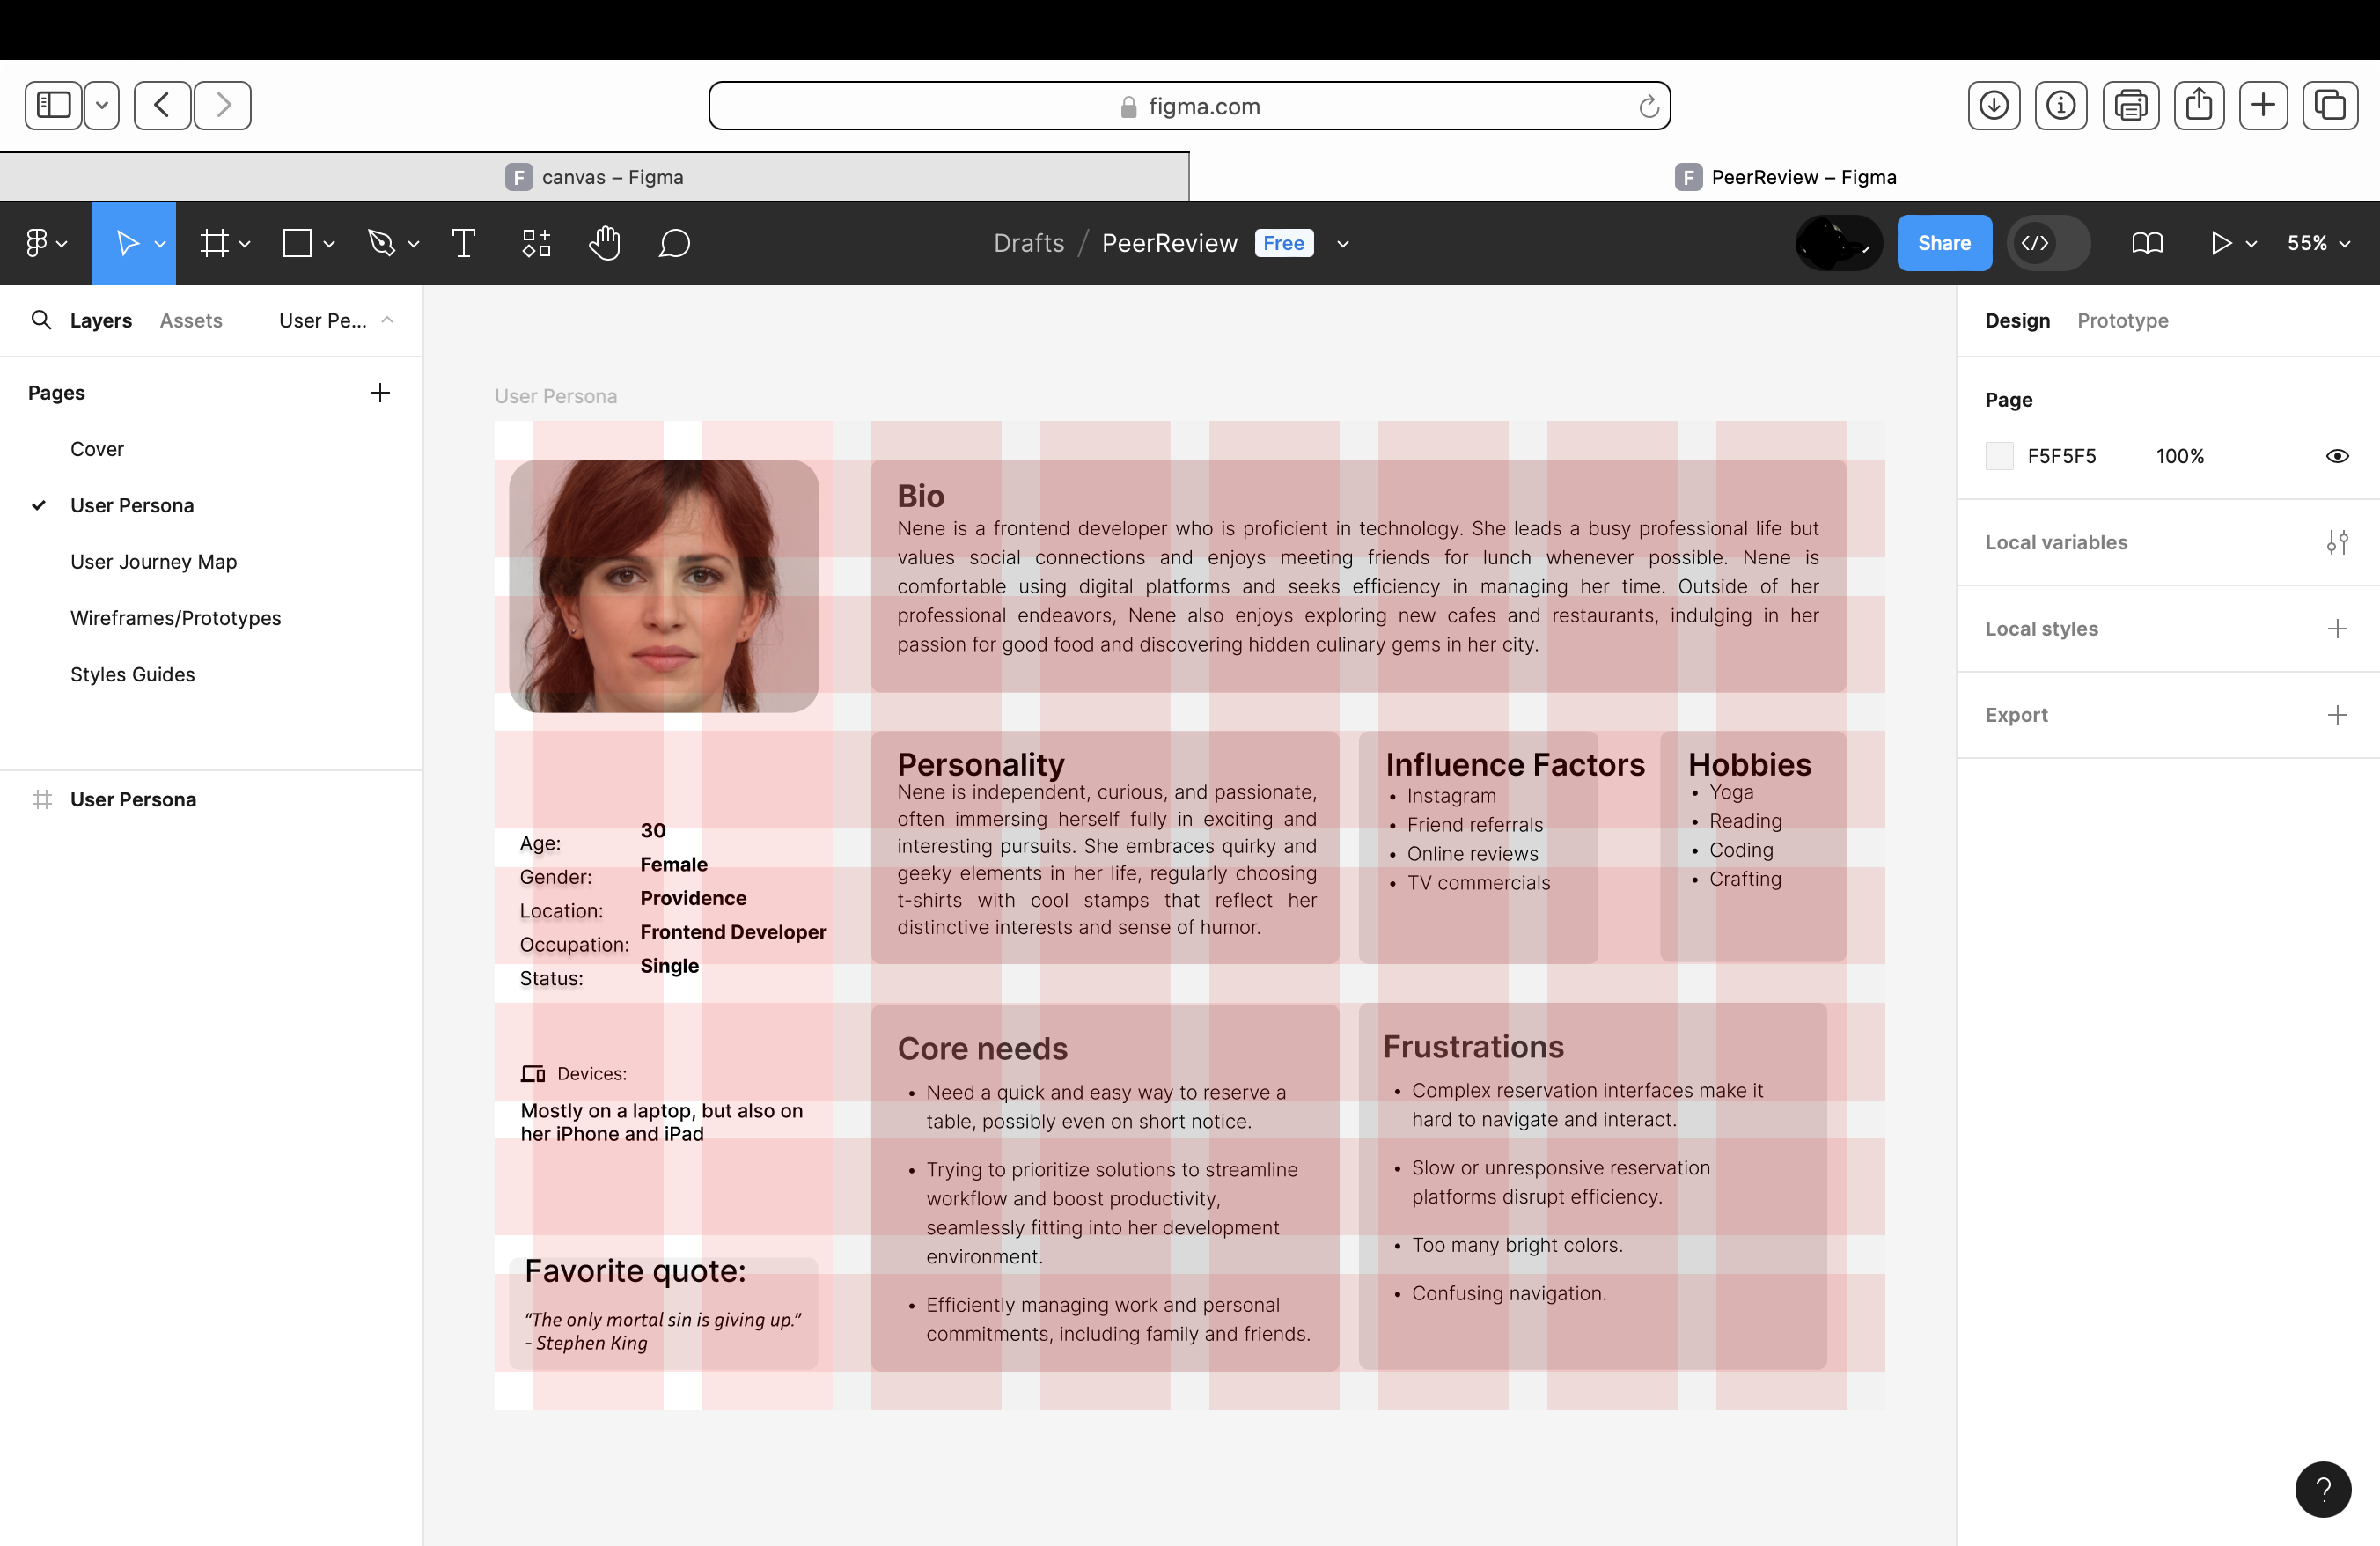 figma.com
F canvas – Figma
F PeerReview – Figma
Drafts / PeerReview Free
Share
</>
55%
Layers Assets User Pe...
Pages
Cover
User Persona
User Journey Map
Wireframes/Prototypes
Styles Guides
User Persona
User Persona
Bio
Nene is a frontend developer who is proficient in technology. She leads a busy professional life but
values social connections and enjoys meeting friends for lunch whenever possible. Nene is
comfortable using digital platforms and seeks efficiency in managing her time. Outside of her
professional endeavors, Nene also enjoys exploring new cafes and restaurants, indulging in her
passion for good food and discovering hidden culinary gems in her city.
Age: 30
Gender: Female
Location: Providence
Occupation: Frontend Developer
Status: Single
Personality
Nene is independent, curious, and passionate,
often immersing herself fully in exciting and
interesting pursuits. She embraces quirky and
geeky elements in her life, regularly choosing
t-shirts with cool stamps that reflect her
distinctive interests and sense of humor.
Influence Factors
• Instagram
• Friend referrals
• Online reviews
• TV commercials
Hobbies
• Yoga
• Reading
• Coding
• Crafting
Devices:
Mostly on a laptop, but also on
her iPhone and iPad
Favorite quote:
“The only mortal sin is giving up.”
- Stephen King
Core needs
• Need a quick and easy way to reserve a
table, possibly even on short notice.
• Trying to prioritize solutions to streamline
workflow and boost productivity,
seamlessly fitting into her development
environment.
• Efficiently managing work and personal
commitments, including family and friends.
Frustrations
• Complex reservation interfaces make it
hard to navigate and interact.
• Slow or unresponsive reservation
platforms disrupt efficiency.
• Too many bright colors.
• Confusing navigation.
Design Prototype
Page
F5F5F5 100%
Local variables
Local styles
Export
?